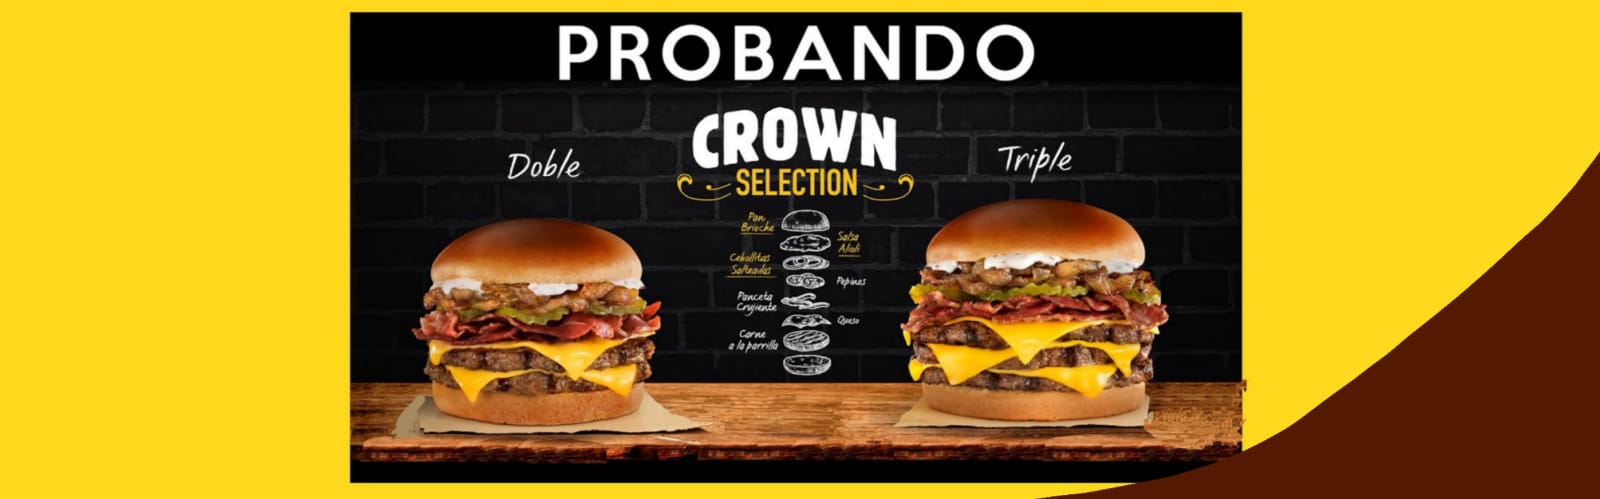 PROBANDO
CROWN
SELECTION
Doble
Triple
Pan
Brioche
Salsa
Alioli
Cebollitas
Salteadas
Pepinos
Panceta
Crujiente
Queso
Carne
a la parrilla